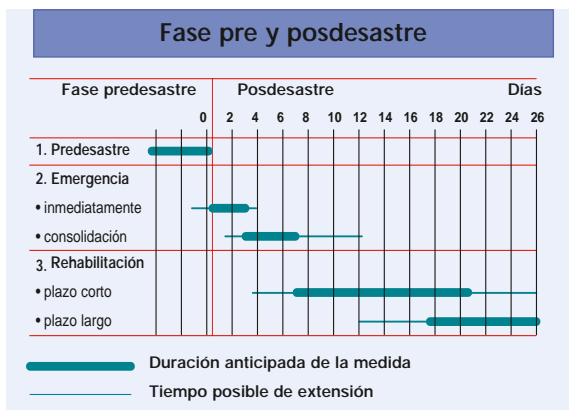 Fase pre y posdesastre
Fase predesastre Posdesastre Días
0 2 4 6 8 10 12 14 16 18 20 22 24 26
1. Predesastre
2. Emergencia
• inmediatamente
• consolidación
3. Rehabilitación
• plazo corto
• plazo largo
Duración anticipada de la medida
Tiempo posible de extensión